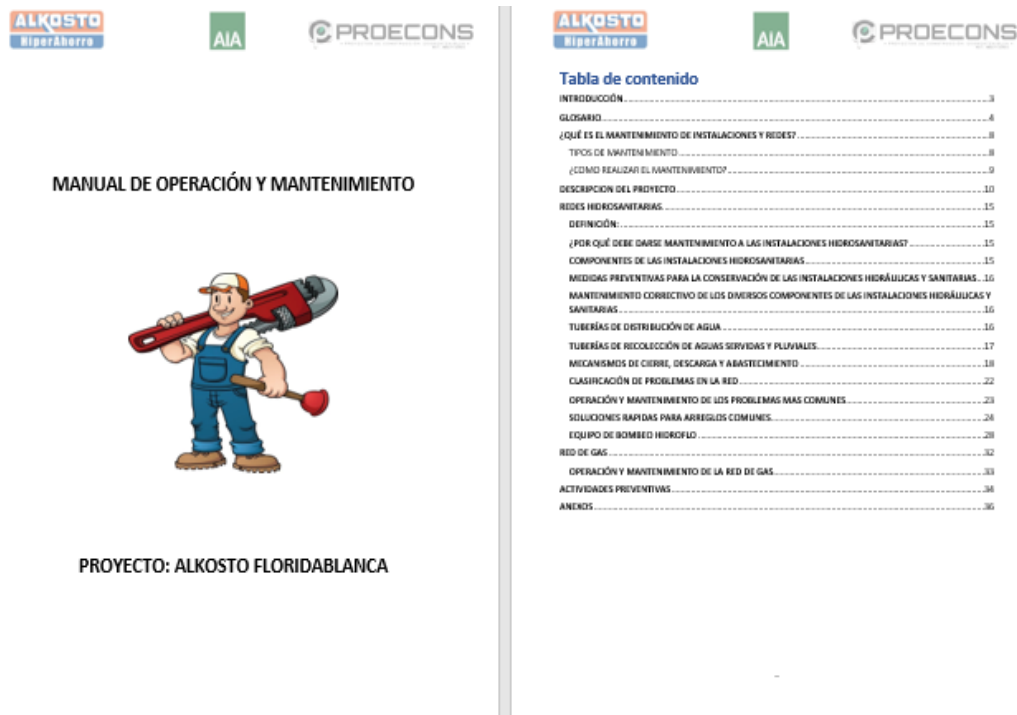 ALKOSTO
HiperAhorro
AIA
PROECONS
MANUAL DE OPERACIÓN Y MANTENIMIENTO
PROYECTO: ALKOSTO FLORIDABLANCA
ALKOSTO
HiperAhorro
AIA
PROECONS
Tabla de contenido
INTRODUCCIÓN 3
GLOSARIO 4
¿QUÉ ES EL MANTENIMIENTO DE INSTALACIONES Y REDES? 8
TIPOS DE MANTENIMIENTO 8
¿COMO REALIZAR EL MANTENIMIENTO? 9
DESCRIPCION DEL PROYECTO 10
REDES HIDROSANITARIAS 15
DEFINICIÓN: 15
¿POR QUÉ DEBE DARSE MANTENIMIENTO A LAS INSTALACIONES HIDROSANITARIAS? 15
COMPONENTES DE LAS INSTALACIONES HIDROSANITARIAS 15
MEDIDAS PREVENTIVAS PARA LA CONSERVACIÓN DE LAS INSTALACIONES HIDRÁULICAS Y SANITARIAS 16
MANTENIMIENTO CORRECTIVO DE LOS DIVERSOS COMPONENTES DE LAS INSTALACIONES HIDRÁULICAS Y
SANITARIAS 16
TUBERÍAS DE DISTRIBUCIÓN DE AGUA 16
TUBERÍAS DE RECOLECCIÓN DE AGUAS SERVIDAS Y PLUVIALES 17
MECANISMOS DE CIERRE, DESCARGA Y ABASTECIMIENTO 18
CLASIFICACIÓN DE PROBLEMAS EN LA RED 22
OPERACIÓN Y MANTENIMIENTO DE LOS PROBLEMAS MAS COMUNES 23
SOLUCIONES RAPIDAS PARA ARREGLOS COMUNES 24
EQUIPO DE BOMBEO HIDROFLO 28
RED DE GAS 32
OPERACIÓN Y MANTENIMIENTO DE LA RED DE GAS 33
ACTIVIDADES PREVENTIVAS 34
ANEXOS 36